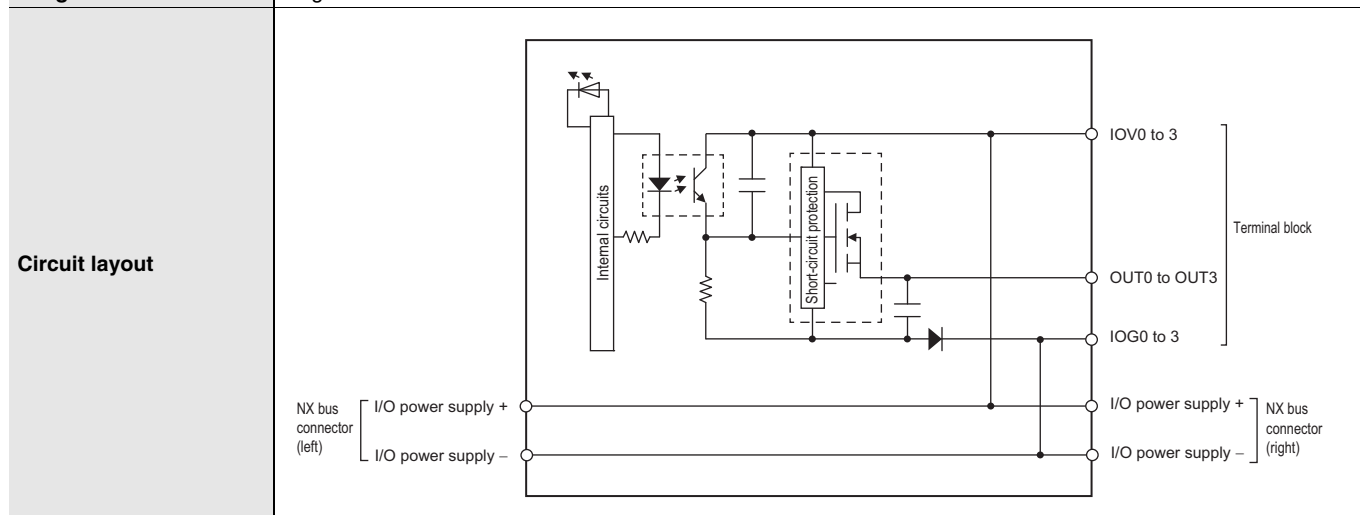 Circuit layout
Internal circuits
Short-circuit protection
IOV0 to 3
Terminal block
OUT0 to OUT3
IOG0 to 3
NX bus
connector
(left)
I/O power supply +
I/O power supply −
I/O power supply +
I/O power supply −
NX bus
connector
(right)